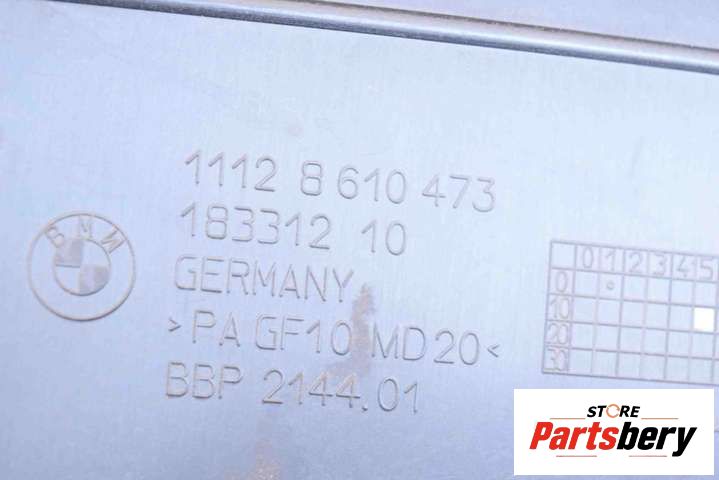 1112 8 610 473
183312 10
GERMANY
>PA GF10 MD20<
BBP 2144.01
BMW
0 1 2 3 4 5
0
10
20
30
STORE
Partsbery